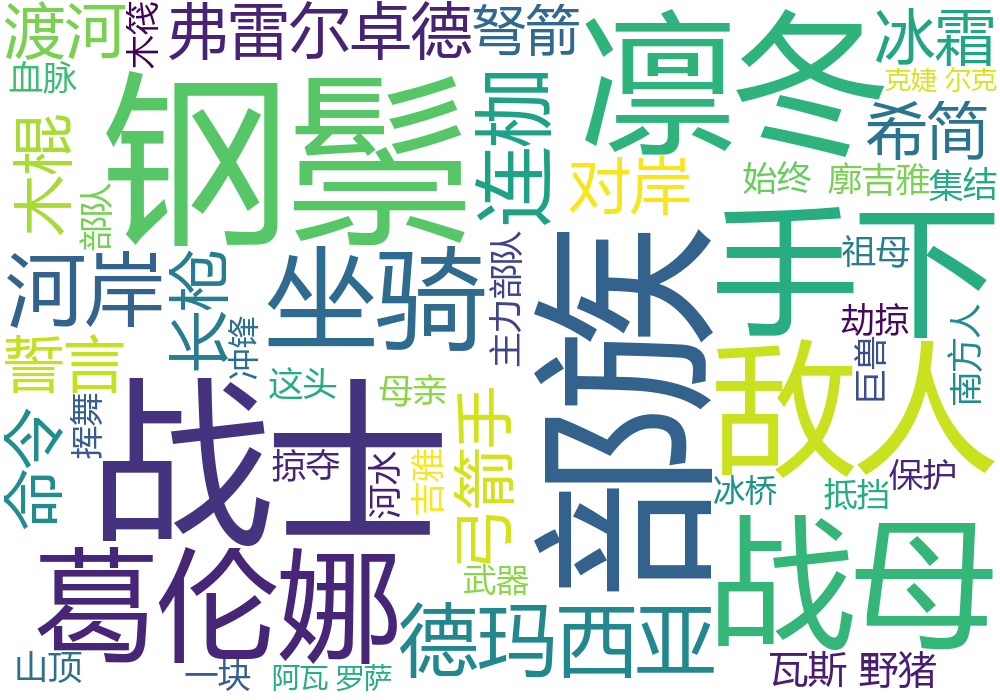 渡河
木筏
弗雷尔卓德
弩箭
凛冬
冰霜
血脉
钢鬃
连枷
克婕 尔克
木棍
对岸
希简
部队
始终
廓吉雅
集结
河岸
长枪
坐骑
主力部队
部族
手下
祖母
劫掠
南方人
冲锋
巨兽
誓言
这头
母亲
敌人
命令
挥舞
战士
掠夺
河水
吉雅
弓箭手
保护
冰桥
抵挡
葛伦娜
武器
战母
德玛西亚
山顶
一块
阿瓦 罗萨
瓦斯 野猪